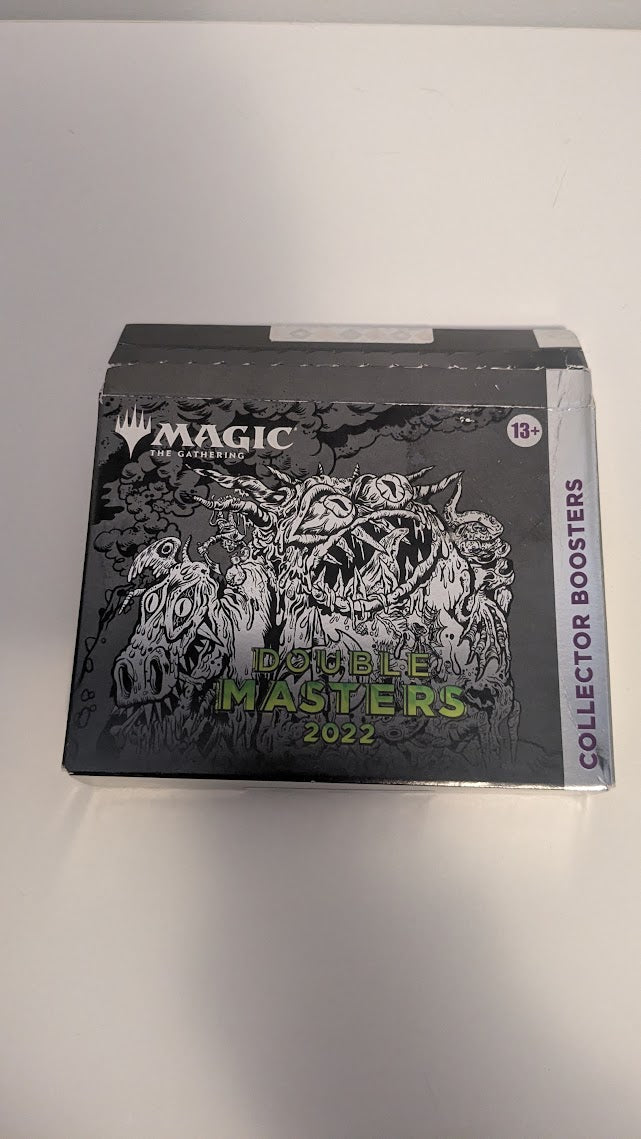 MAGIC
THE GATHERING
13+
DOUBLE
MASTERS
2022
COLLECTOR BOOSTERS